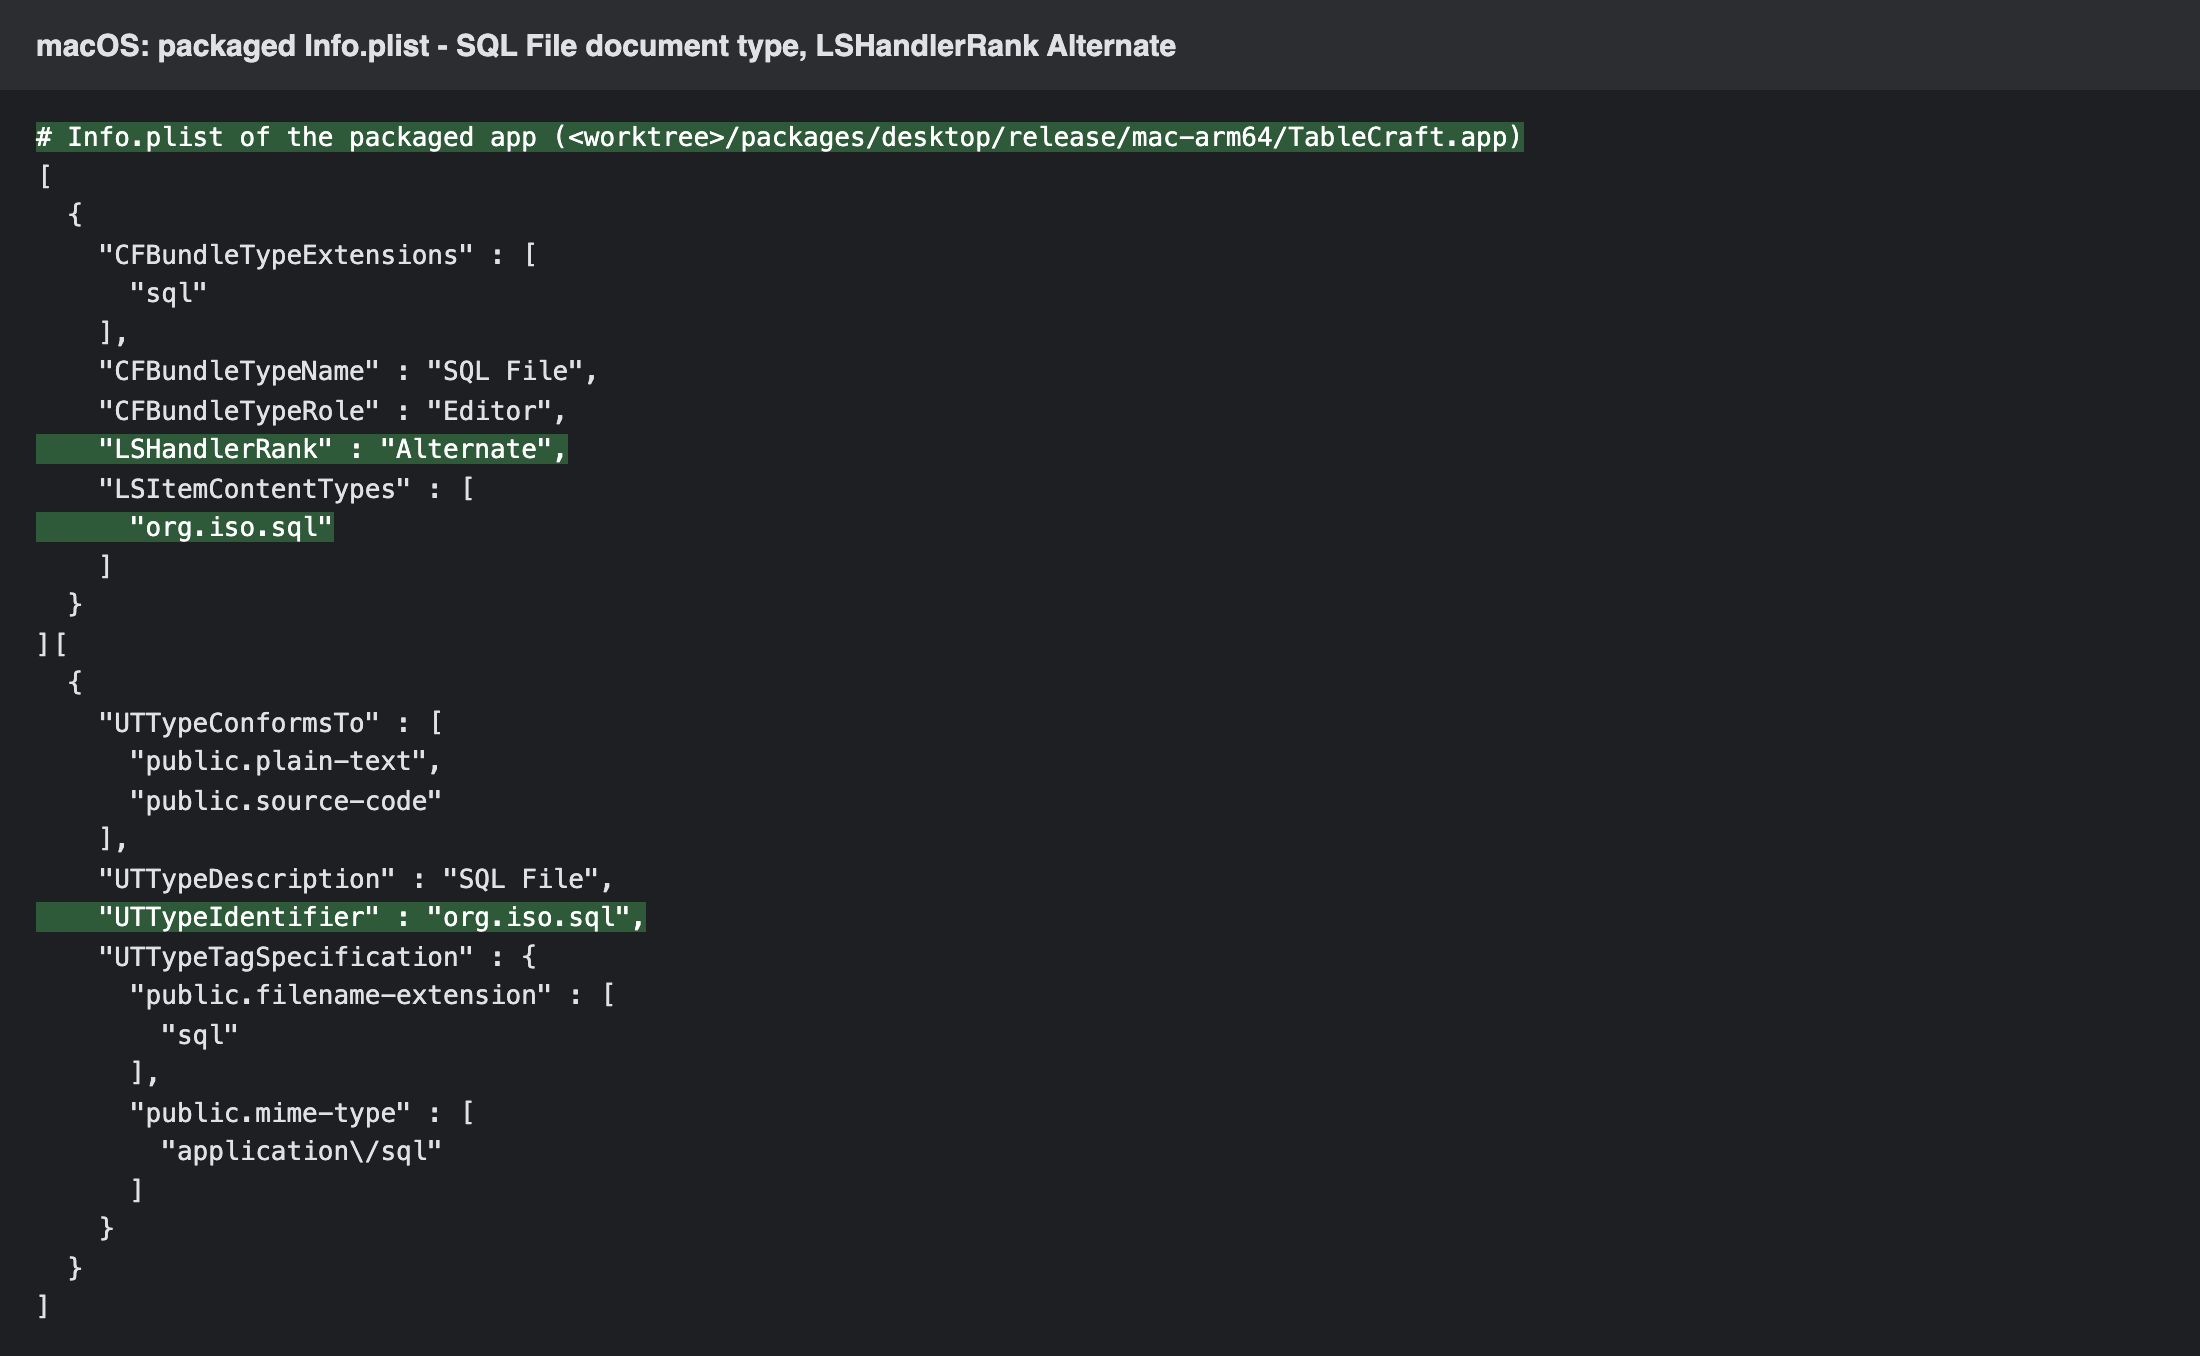 macOS: packaged Info.plist - SQL File document type, LSHandlerRank Alternate
# Info.plist of the packaged app (<worktree>/packages/desktop/release/mac-arm64/TableCraft.app)
[
  {
    "CFBundleTypeExtensions" : [
      "sql"
    ],
    "CFBundleTypeName" : "SQL File",
    "CFBundleTypeRole" : "Editor",
    "LSHandlerRank" : "Alternate",
    "LSItemContentTypes" : [
      "org.iso.sql"
    ]
  }
][
  {
    "UTTypeConformsTo" : [
      "public.plain-text",
      "public.source-code"
    ],
    "UTTypeDescription" : "SQL File",
    "UTTypeIdentifier" : "org.iso.sql",
    "UTTypeTagSpecification" : {
      "public.filename-extension" : [
        "sql"
      ],
      "public.mime-type" : [
        "application\/sql"
      ]
    }
  }
]